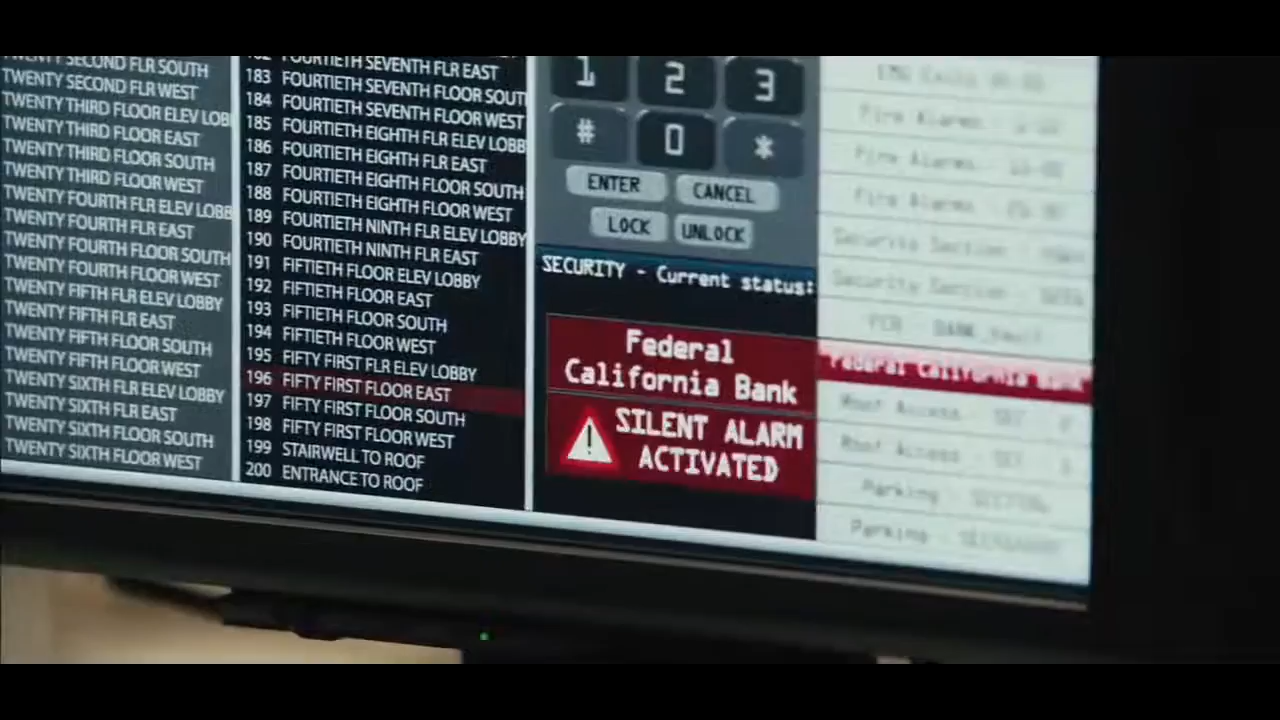 TWENTY SECOND FLR SOUTH
TWENTY SECOND FLR WEST
TWENTY THIRD FLOOR ELEV LOB
TWENTY THIRD FLOOR EAST
TWENTY THIRD FLOOR SOUTH
TWENTY THIRD FLOOR WEST
TWENTY FOURTH FLR ELEV LOBB
TWENTY FOURTH FLR EAST
TWENTY FOURTH FLOOR SOUTH
TWENTY FOURTH FLOOR WEST
TWENTY FIFTH FLR ELEV LOBBY
TWENTY FIFTH FLR EAST
TWENTY FIFTH FLOOR SOUTH
TWENTY FIFTH FLOOR WEST
TWENTY SIXTH FLR ELEV LOBBY
TWENTY SIXTH FLR EAST
TWENTY SIXTH FLOOR SOUTH
TWENTY SIXTH FLOOR WEST
182 FOURTIETH SEVENTH FLR EAST
183 FOURTIETH SEVENTH FLOOR SOUT
184 FOURTIETH SEVENTH FLOOR WEST
185 FOURTIETH EIGHTH FLR ELEV LOBB
186 FOURTIETH EIGHTH FLR EAST
187 FOURTIETH EIGHTH FLOOR SOUTH
188 FOURTIETH EIGHTH FLOOR WEST
189 FOURTIETH NINTH FLR ELEV LOBBY
190 FOURTIETH NINTH FLR EAST
191 FIFTIETH FLOOR ELEV LOBBY
192 FIFTIETH FLOOR EAST
193 FIFTIETH FLOOR SOUTH
194 FIFTIETH FLOOR WEST
195 FIFTY FIRST FLR ELEV LOBBY
196 FIFTY FIRST FLOOR EAST
197 FIFTY FIRST FLOOR SOUTH
198 FIFTY FIRST FLOOR WEST
199 STAIRWELL TO ROOF
200 ENTRANCE TO ROOF
1 2 3
# 0 *
ENTER CANCEL
LOCK UNLOCK
SECURITY - Current status:
Federal
California Bank
SILENT ALARM
ACTIVATED
Fire Alarms
Fire Alarms
Fire Alarms
Security Section
Security Section
Federal California Bank
Roof Access
Roof Access
Parking
Parking